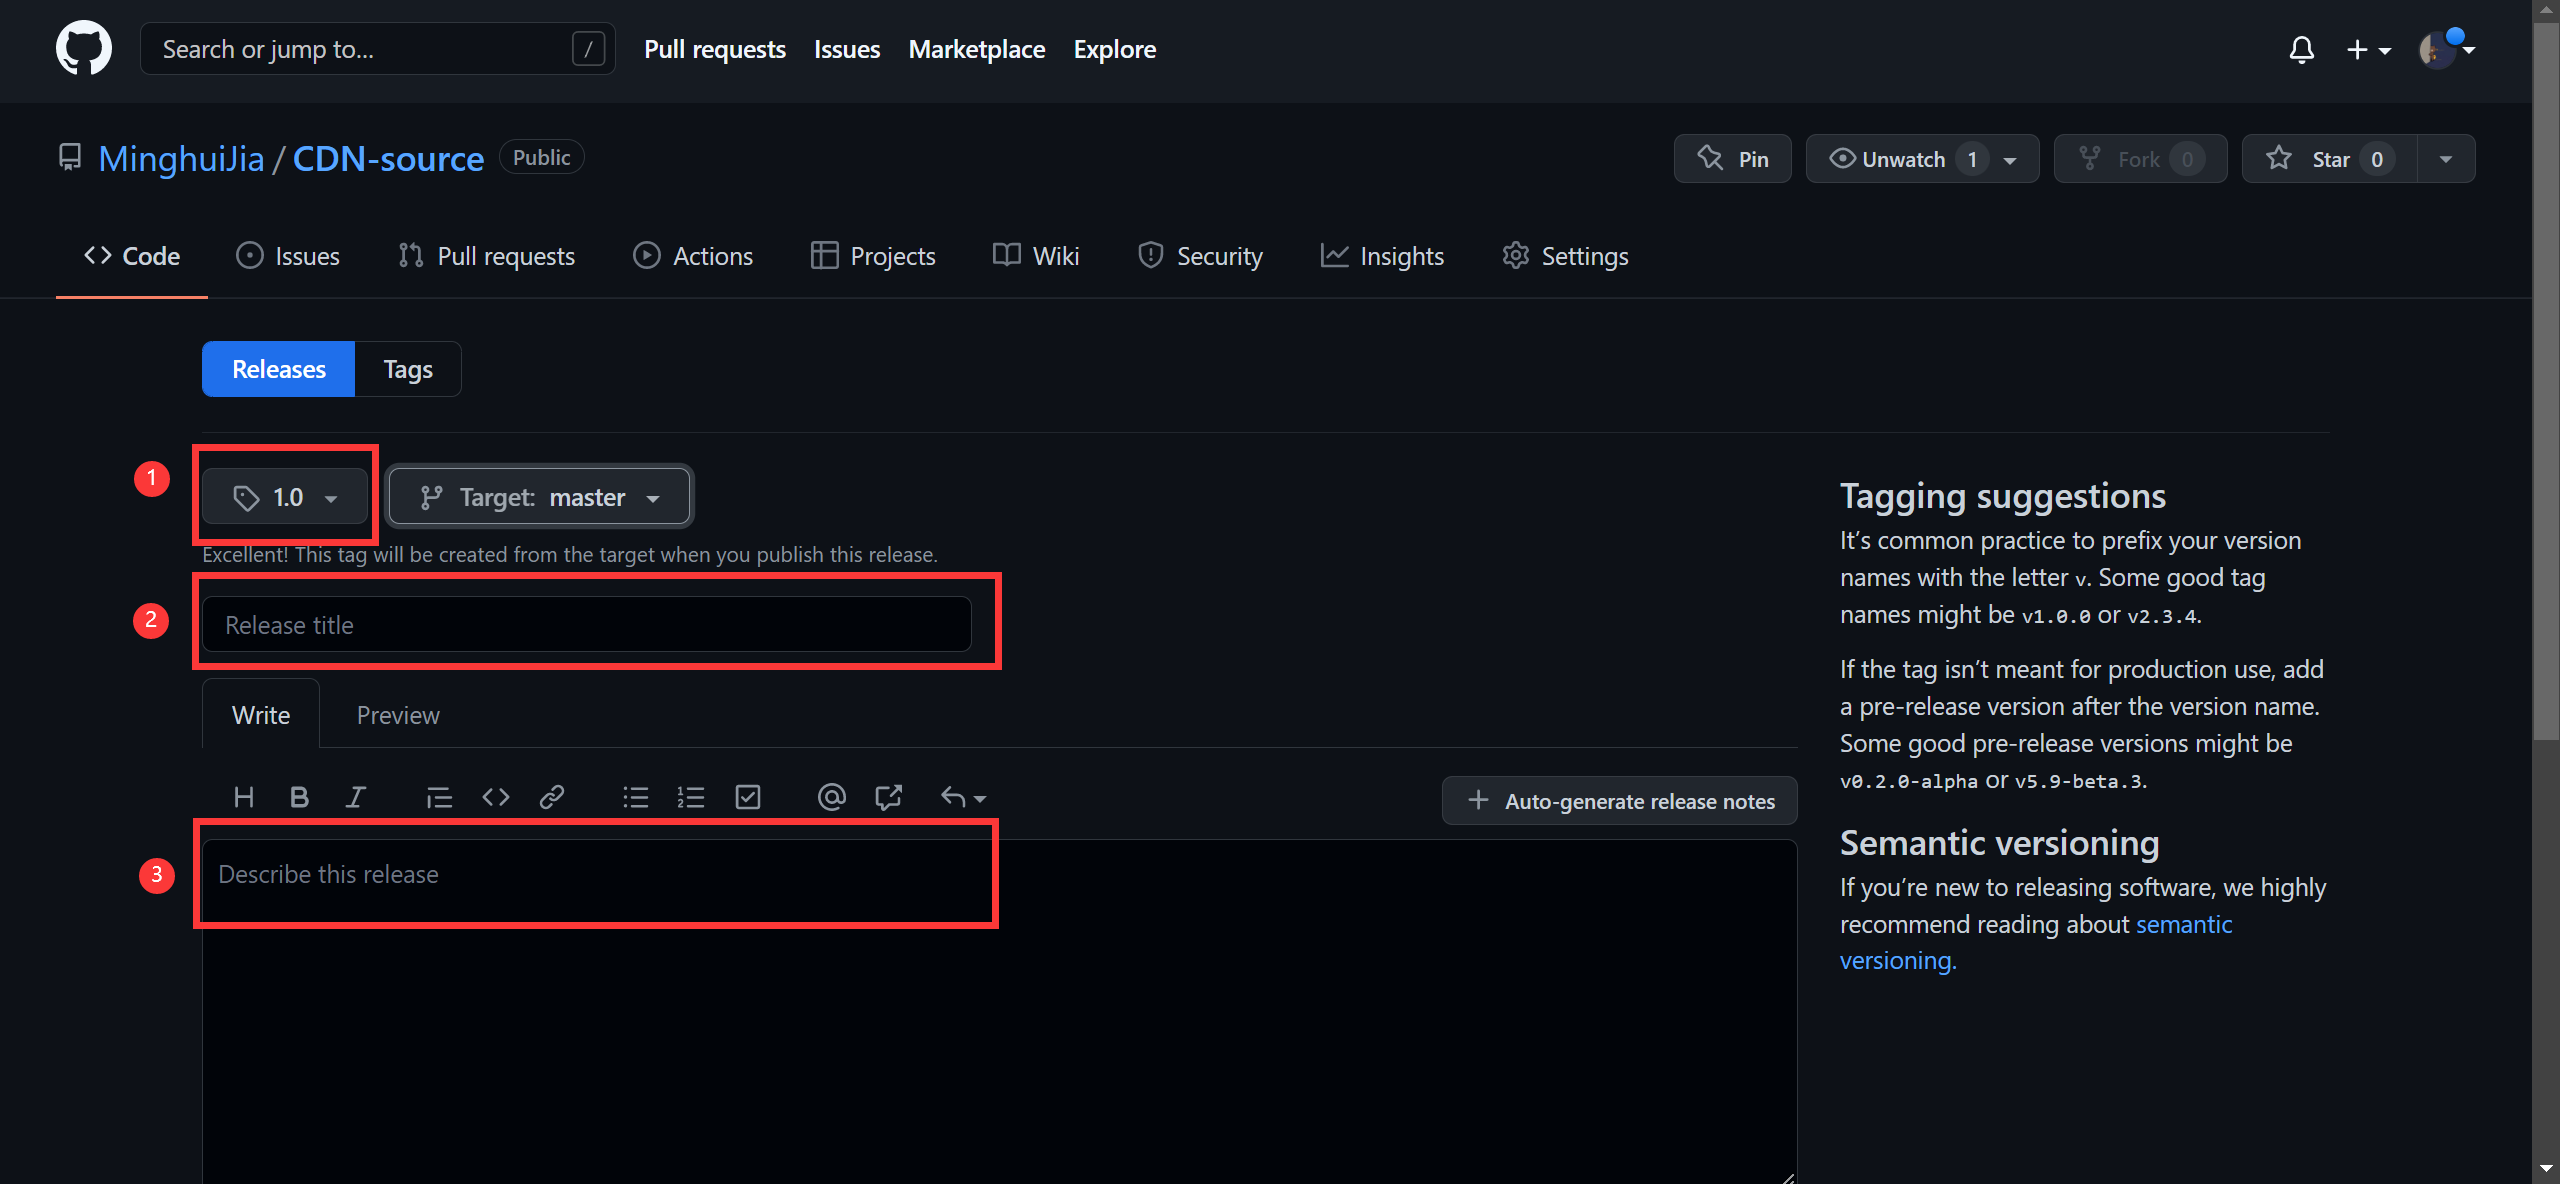 Search or jump to...
/
Pull requests
Issues
Marketplace
Explore
MinghuiJia / CDN-source
Public
Pin
Unwatch 1
Fork 0
Star 0
Code
Issues
Pull requests
Actions
Projects
Wiki
Security
Insights
Settings
Releases
Tags
1
1.0
Target: master
Excellent! This tag will be created from the target when you publish this release.
2
Release title
Write
Preview
Auto-generate release notes
3
Describe this release
Tagging suggestions
It’s common practice to prefix your version
names with the letter v. Some good tag
names might be v1.0.0 or v2.3.4.
If the tag isn’t meant for production use, add
a pre-release version after the version name.
Some good pre-release versions might be
v0.2.0-alpha or v5.9-beta.3.
Semantic versioning
If you’re new to releasing software, we highly
recommend reading about semantic
versioning.